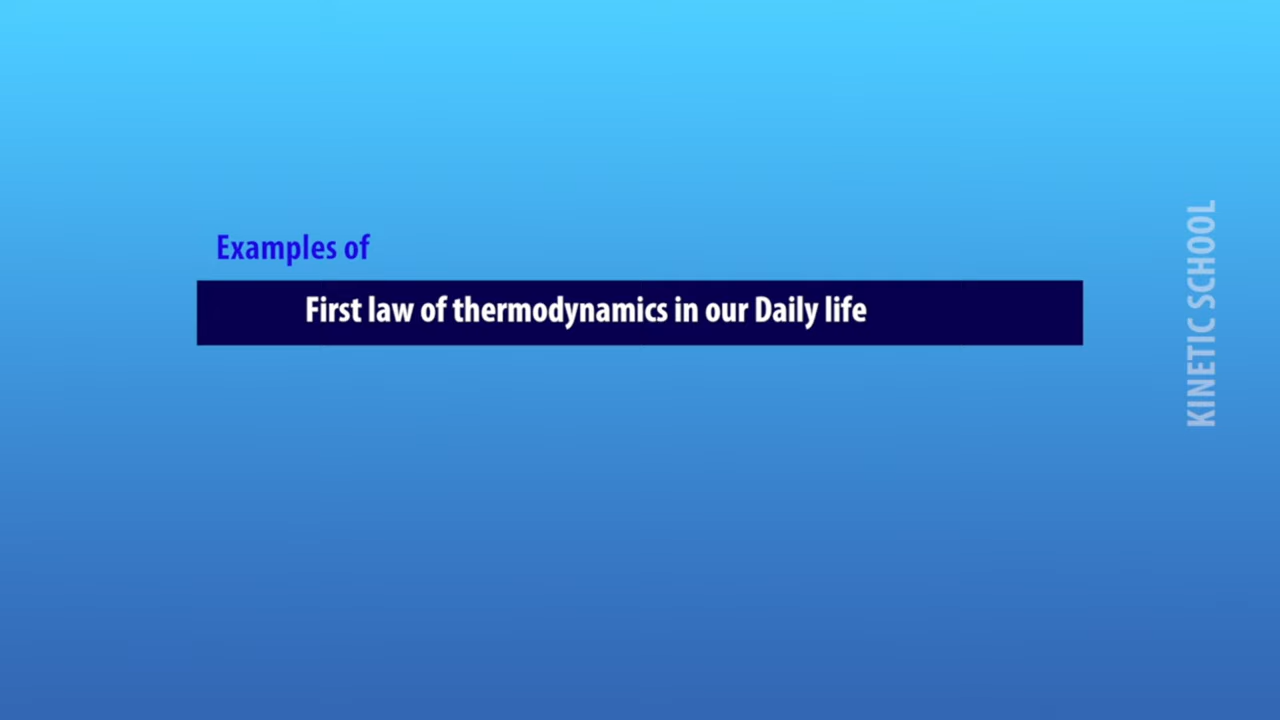 Examples of
First law of thermodynamics in our Daily life
KINETIC SCHOOL